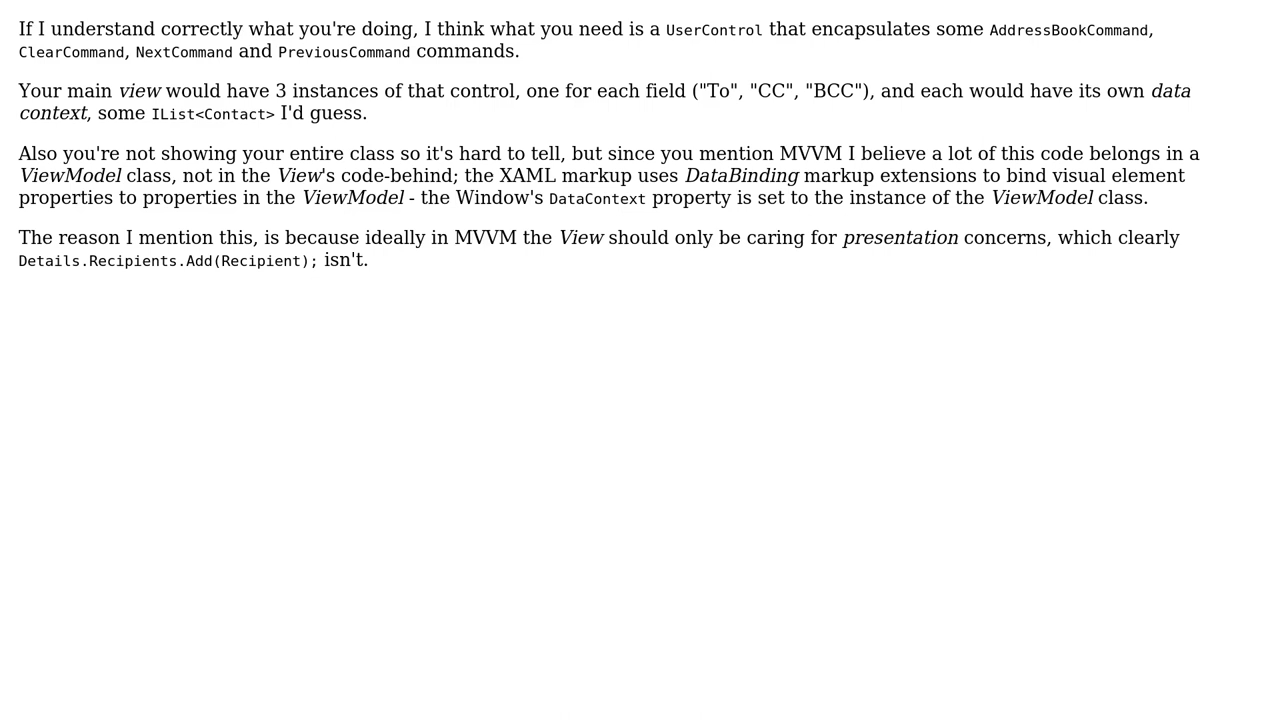 If I understand correctly what you're doing, I think what you need is a UserControl that encapsulates some AddressBookCommand,
ClearCommand, NextCommand and PreviousCommand commands.
Your main view would have 3 instances of that control, one for each field ("To", "CC", "BCC"), and each would have its own data
context, some IList<Contact> I'd guess.
Also you're not showing your entire class so it's hard to tell, but since you mention MVVM I believe a lot of this code belongs in a
ViewModel class, not in the View's code-behind; the XAML markup uses DataBinding markup extensions to bind visual element
properties to properties in the ViewModel - the Window's DataContext property is set to the instance of the ViewModel class.
The reason I mention this, is because ideally in MVVM the View should only be caring for presentation concerns, which clearly
Details.Recipients.Add(Recipient); isn't.